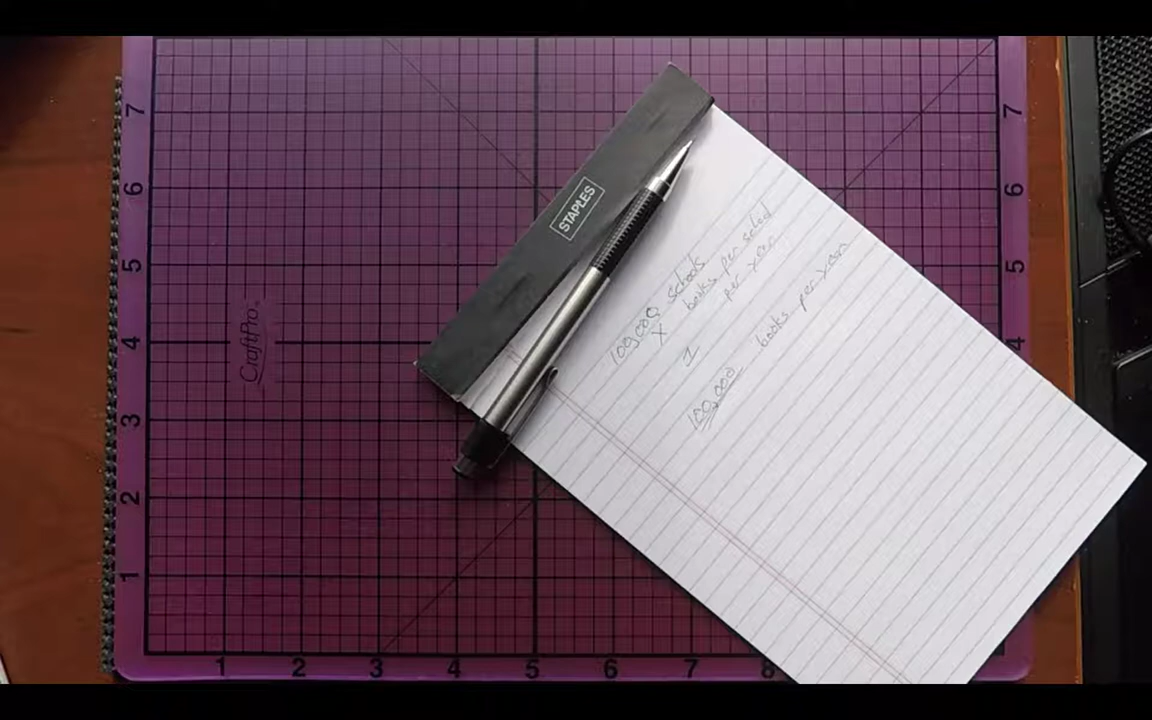 STAPLES
100,000 schools
x
1 books per school
per year
100,000 books per year
CraftPro
7
6
5
4
3
2
1
1 2 3 4 5 6 7 8
7
6
5
4